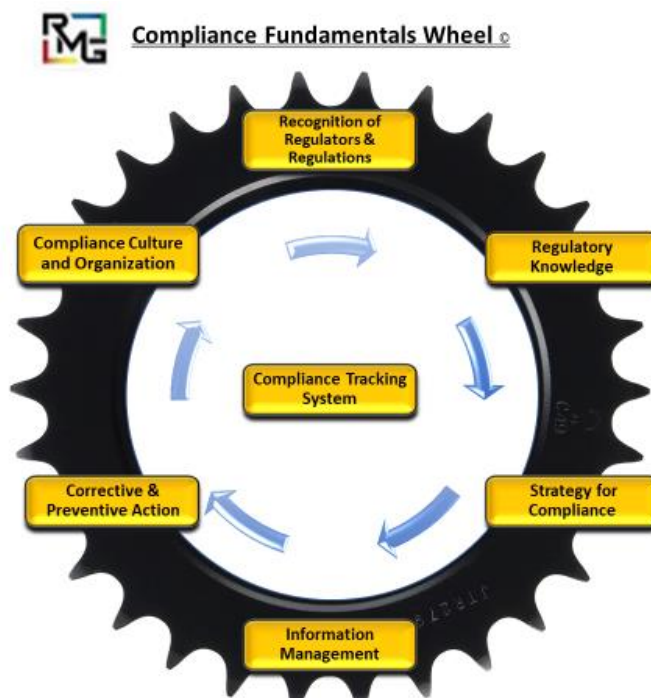 RMG
Compliance Fundamentals Wheel ©
Recognition of
Regulators &
Regulations
Compliance Culture
and Organization
Regulatory
Knowledge
Compliance Tracking
System
Corrective &
Preventive Action
Strategy for
Compliance
Information
Management